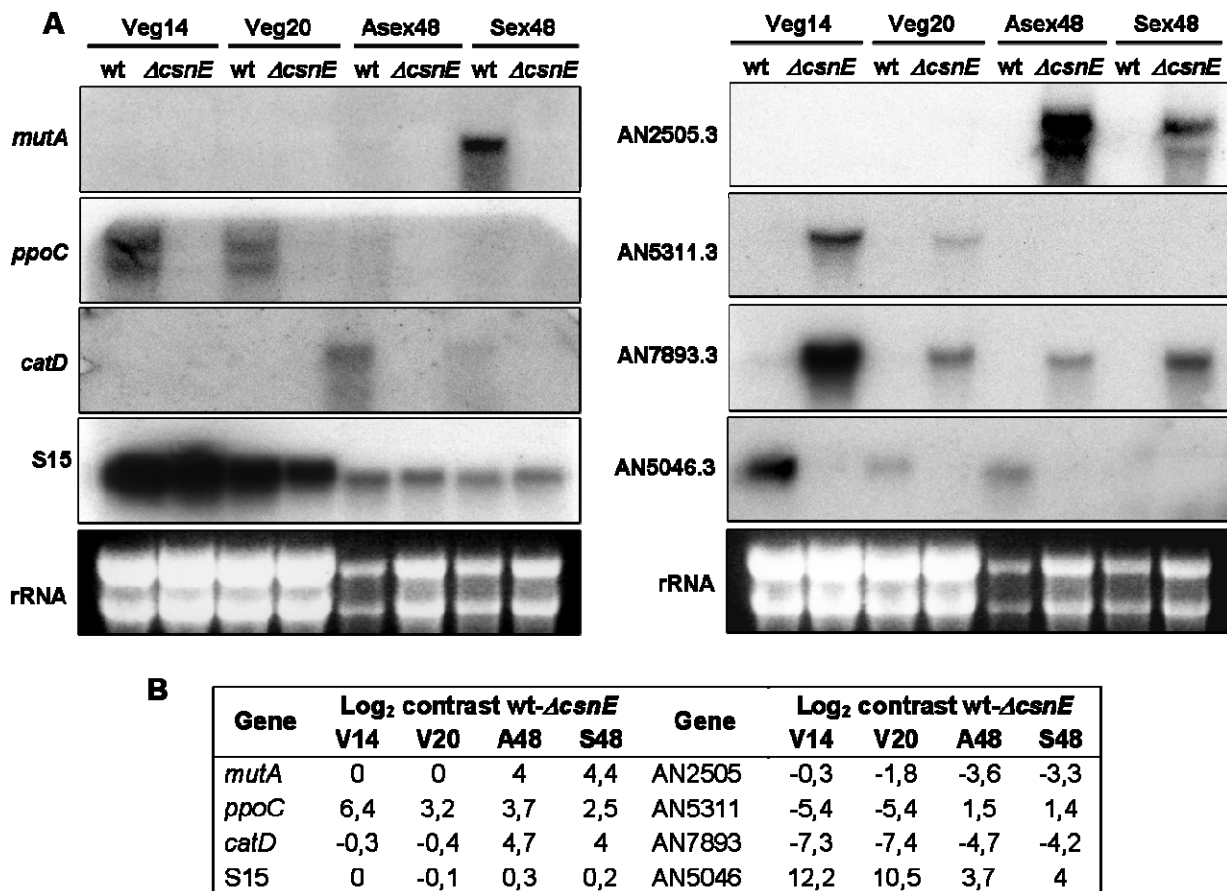 A
Veg14 Veg20 Asex48 Sex48
wt ΔcsnE wt ΔcsnE wt ΔcsnE wt ΔcsnE
mutA
ppoC
catD
S15
rRNA
Veg14 Veg20 Asex48 Sex48
wt ΔcsnE wt ΔcsnE wt ΔcsnE wt ΔcsnE
AN2505.3
AN5311.3
AN7893.3
AN5046.3
rRNA
B
Gene Log₂ contrast wt-ΔcsnE Gene Log₂ contrast wt-ΔcsnE
V14 V20 A48 S48 V14 V20 A48 S48
mutA 0 0 4 4,4 AN2505 -0,3 -1,8 -3,6 -3,3
ppoC 6,4 3,2 3,7 2,5 AN5311 -5,4 -5,4 1,5 1,4
catD -0,3 -0,4 4,7 4 AN7893 -7,3 -7,4 -4,7 -4,2
S15 0 -0,1 0,3 0,2 AN5046 12,2 10,5 3,7 4